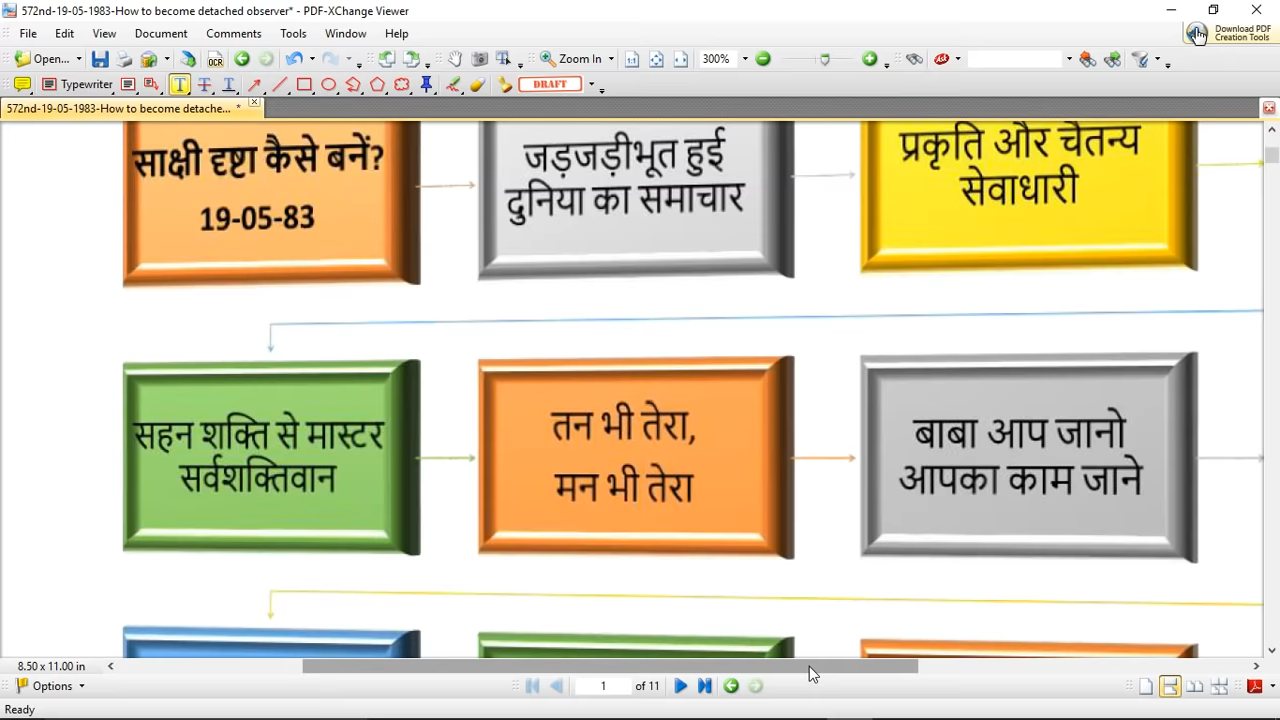 572nd-19-05-1983-How to become detached observer* - PDF-XChange Viewer
File Edit View Document Comments Tools Window Help
Download PDF
Creation Tools
Open... OCR Zoom In 300%
Typewriter DRAFT
572nd-19-05-1983-How to become detache... *
साक्षी दृष्टा कैसे बनें?
19-05-83
जड़जड़ीभूत हुई
दुनिया का समाचार
प्रकृति और चैतन्य
सेवाधारी
सहन शक्ति से मास्टर
सर्वशक्तिवान
तन भी तेरा,
मन भी तेरा
बाबा आप जानो
आपका काम जाने
8.50 x 11.00 in
Options 1 of 11
Ready